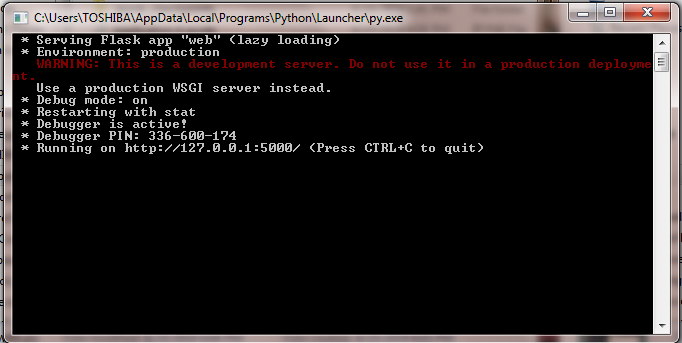 C:\Users\TOSHIBA\AppData\Local\Programs\Python\Launcher\py.exe
* Serving Flask app "web" (lazy loading)
* Environment: production
WARNING: This is a development server. Do not use it in a production deployme
nt.
Use a production WSGI server instead.
* Debug mode: on
* Restarting with stat
* Debugger is active!
* Debugger PIN: 336-600-174
* Running on http://127.0.0.1:5000/ (Press CTRL+C to quit)